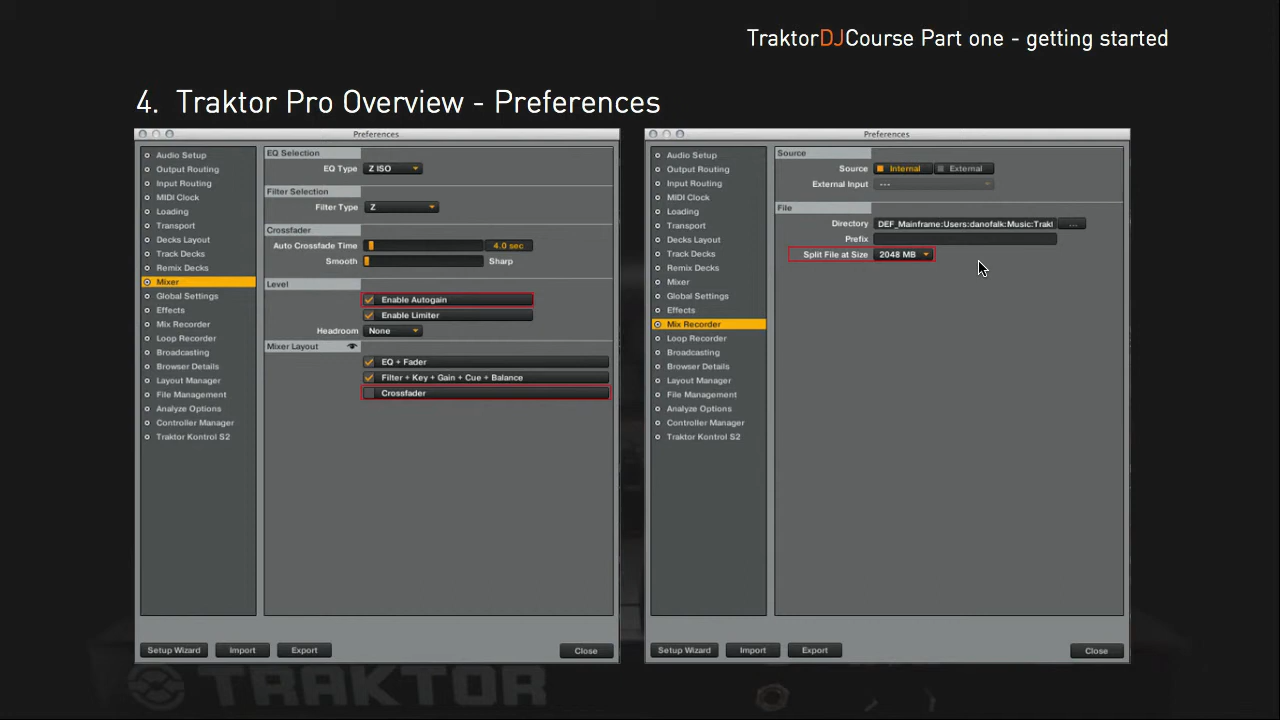 TraktorDJCourse Part one - getting started
4. Traktor Pro Overview - Preferences
Preferences
Audio Setup
Output Routing
Input Routing
MIDI Clock
Loading
Transport
Decks Layout
Track Decks
Remix Decks
Mixer
Global Settings
Effects
Mix Recorder
Loop Recorder
Broadcasting
Browser Details
Layout Manager
File Management
Analyze Options
Controller Manager
Traktor Kontrol S2
EQ Selection
EQ Type Z ISO
Filter Selection
Filter Type Z
Crossfader
Auto Crossfade Time 4.0 sec
Smooth Sharp
Level
Enable Autogain
Enable Limiter
Headroom None
Mixer Layout
EQ + Fader
Filter + Key + Gain + Cue + Balance
Crossfader
Setup Wizard Import Export Close
Preferences
Audio Setup
Output Routing
Input Routing
MIDI Clock
Loading
Transport
Decks Layout
Track Decks
Remix Decks
Mixer
Global Settings
Effects
Mix Recorder
Loop Recorder
Broadcasting
Browser Details
Layout Manager
File Management
Analyze Options
Controller Manager
Traktor Kontrol S2
Source
Source Internal External
External Input ---
File
Directory DEF_Mainframe:Users:danofalk:Music:Trakt ...
Prefix
Split File at Size 2048 MB
Setup Wizard Import Export Close
TRAKTOR